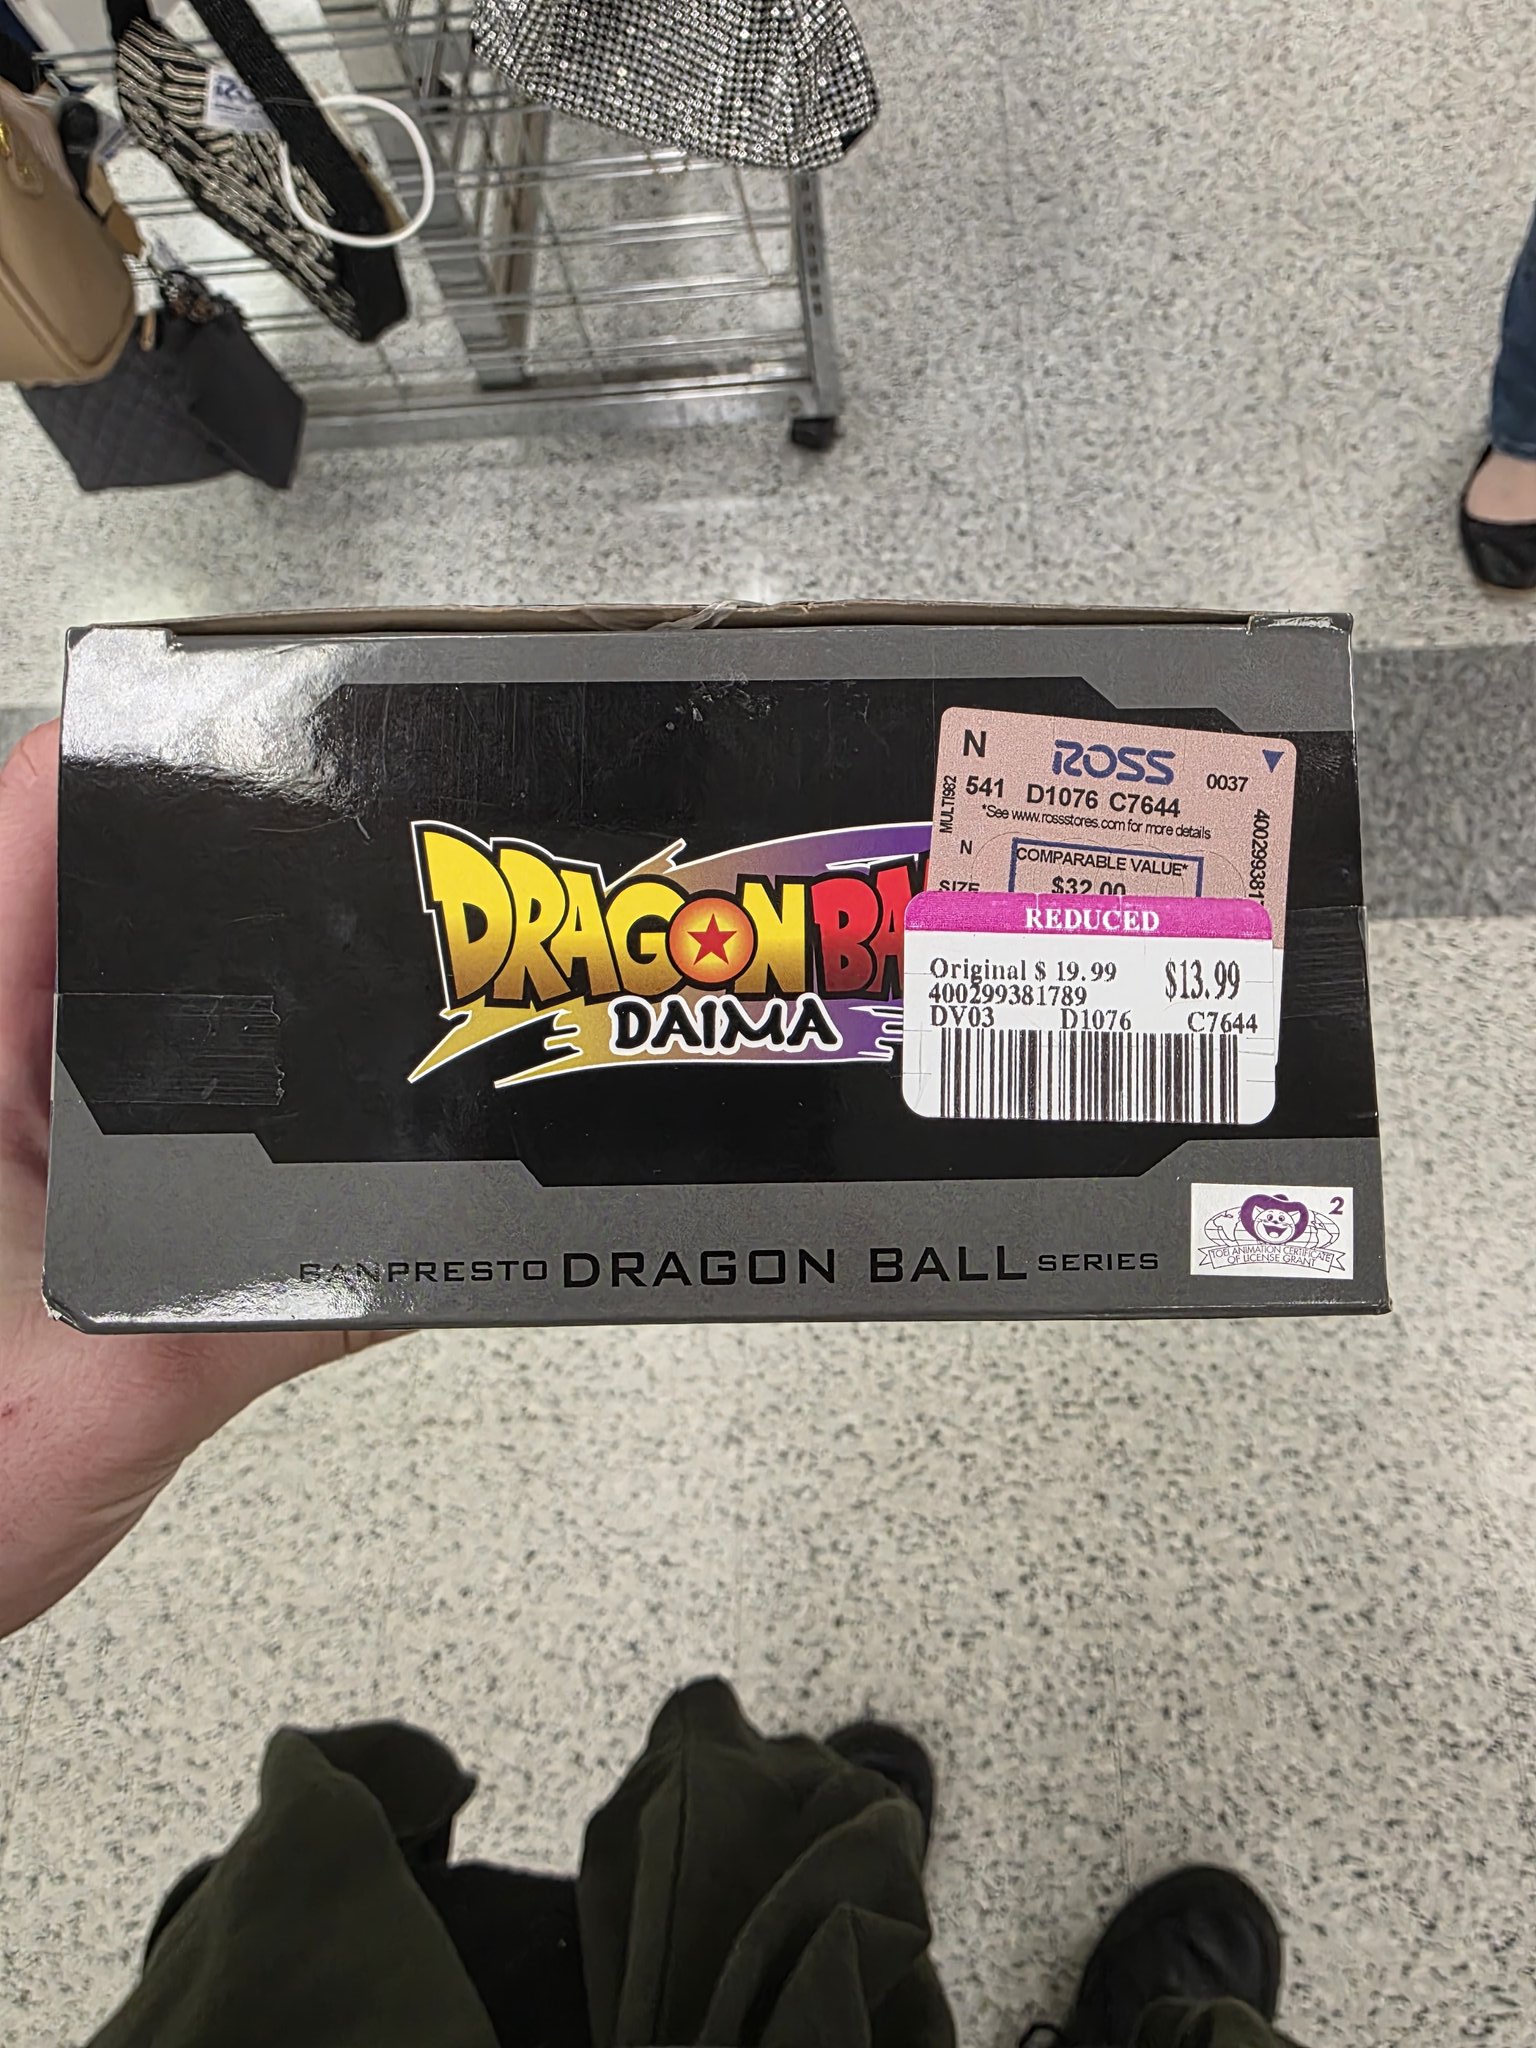 ROSS
N
0037
541 D1076 C7644
*See www.rossstores.com for more details
MULTI982
N
COMPARABLE VALUE*
SIZE
$32.00
400299381
REDUCED
Original $ 19.99 $13.99
400299381789
DV03 D1076 C7644
DRAGON BA
DAIMA
BANPRESTO DRAGON BALL SERIES
2
TOEI ANIMATION CERTIFICATE
OF LICENSE GRANT